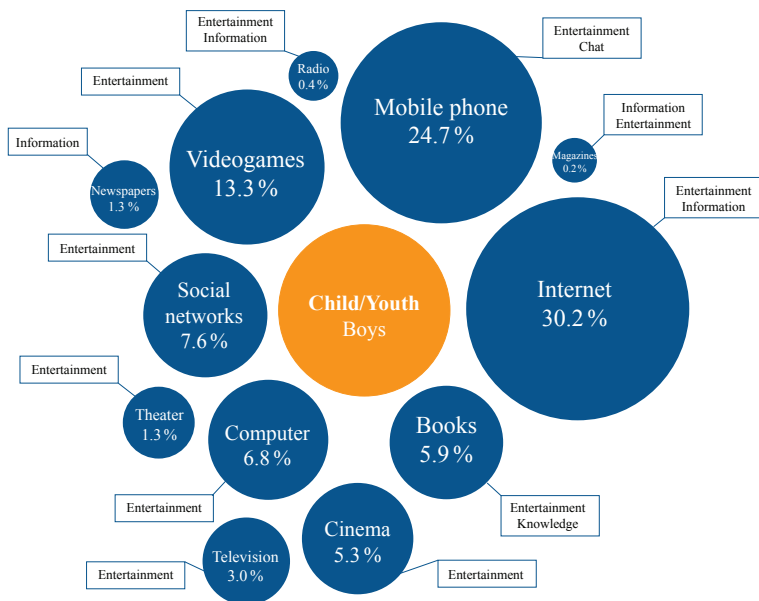 Entertainment
Information
Radio
0.4 %
Entertainment
Chat
Mobile phone
24.7 %
Entertainment
Videogames
13.3 %
Information
Entertainment
Magazines
0.2 %
Information
Newspapers
1.3 %
Entertainment
Information
Internet
30.2 %
Entertainment
Social
networks
7.6 %
Child/Youth
Boys
Entertainment
Theater
1.3 %
Computer
6.8 %
Entertainment
Books
5.9 %
Entertainment
Knowledge
Cinema
5.3 %
Entertainment
Television
3.0 %
Entertainment